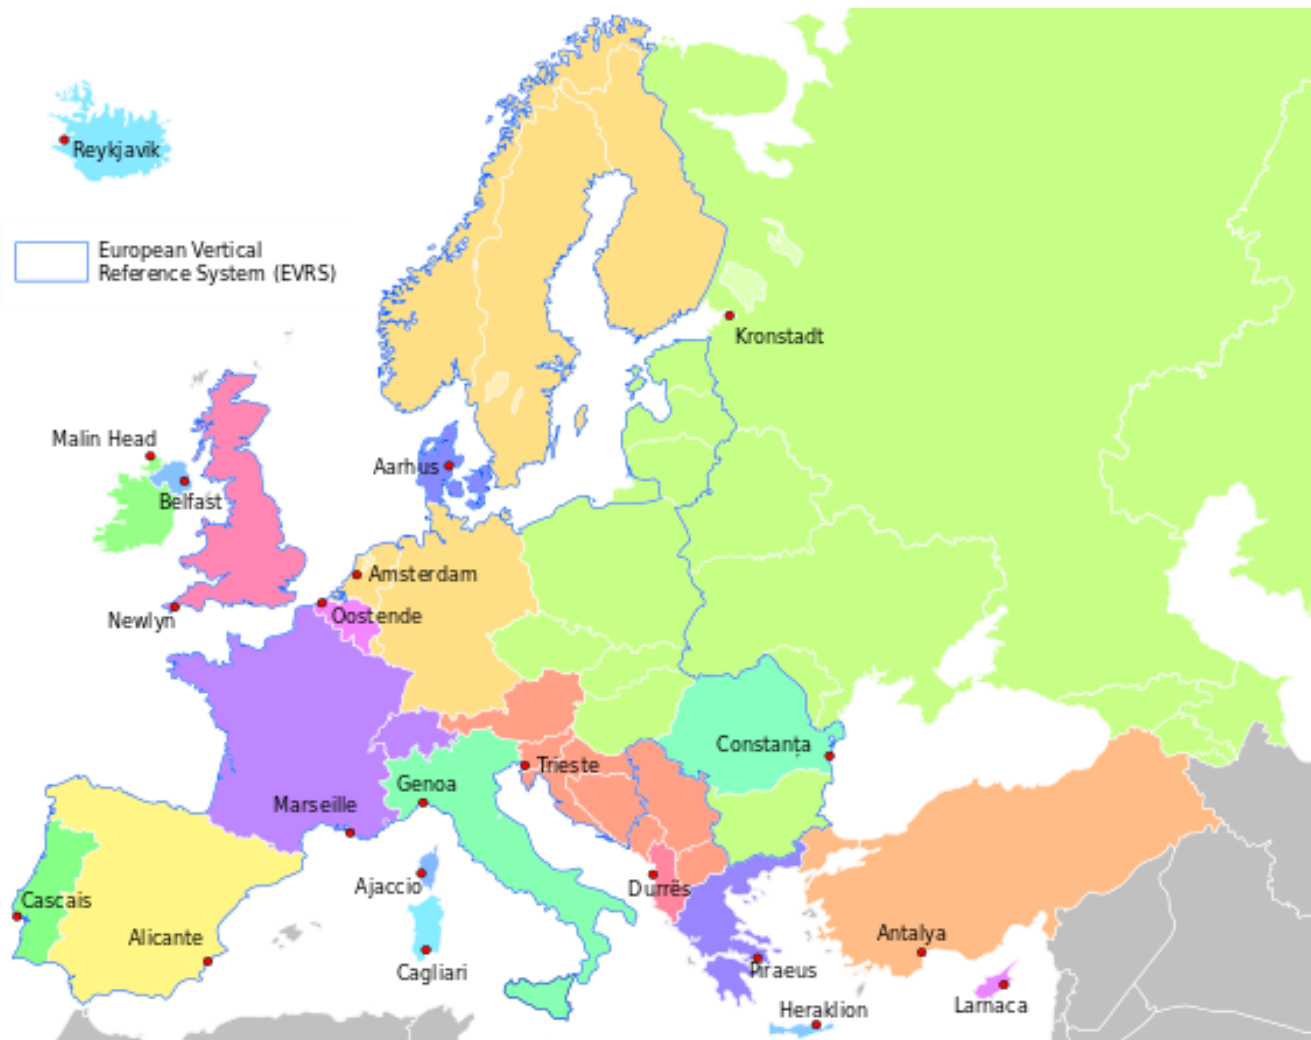 Reykjavik
European Vertical
Reference System (EVRS)
Kronstadt
Malin Head
Aarhus
Belfast
Amsterdam
Newlyn
Oostende
Constanța
Trieste
Genoa
Marseille
Ajaccio
Durrës
Cascais
Alicante
Antalya
Cagliari
Piraeus
Larnaca
Heraklion